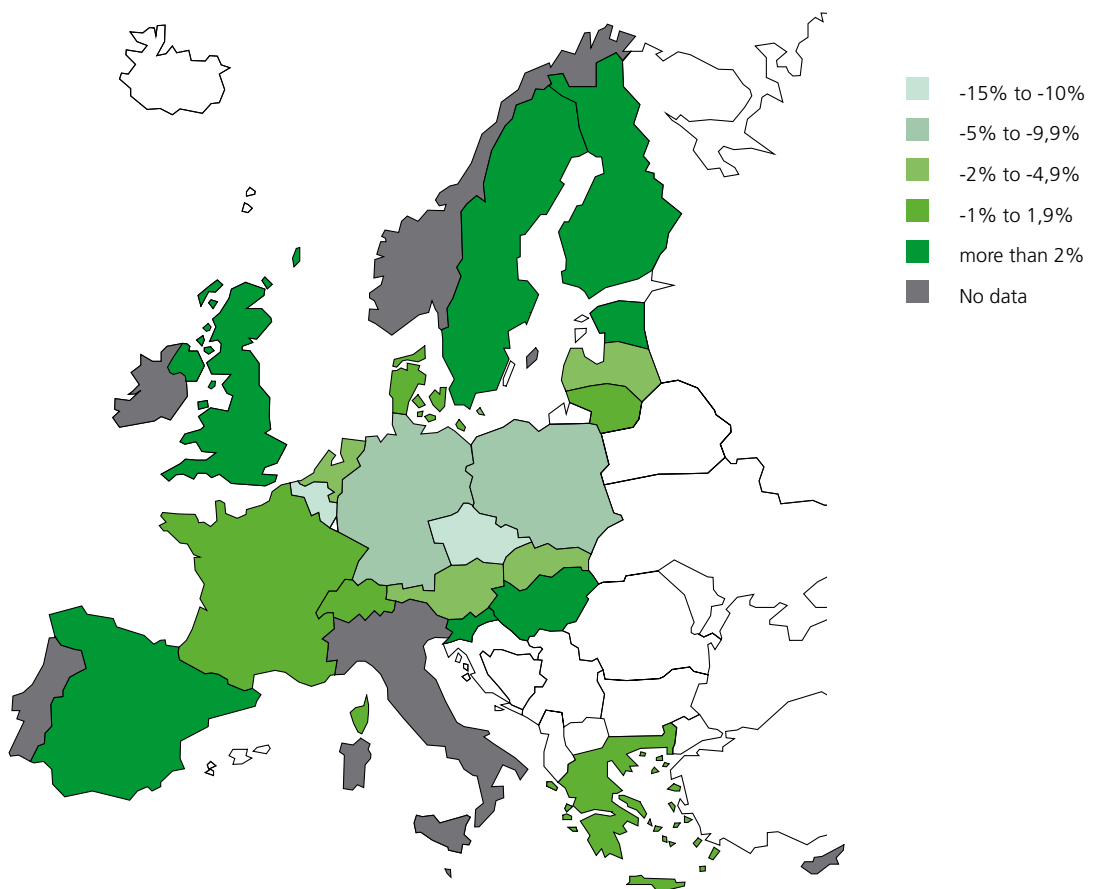 -15% to -10%
-5% to -9,9%
-2% to -4,9%
-1% to 1,9%
more than 2%
No data